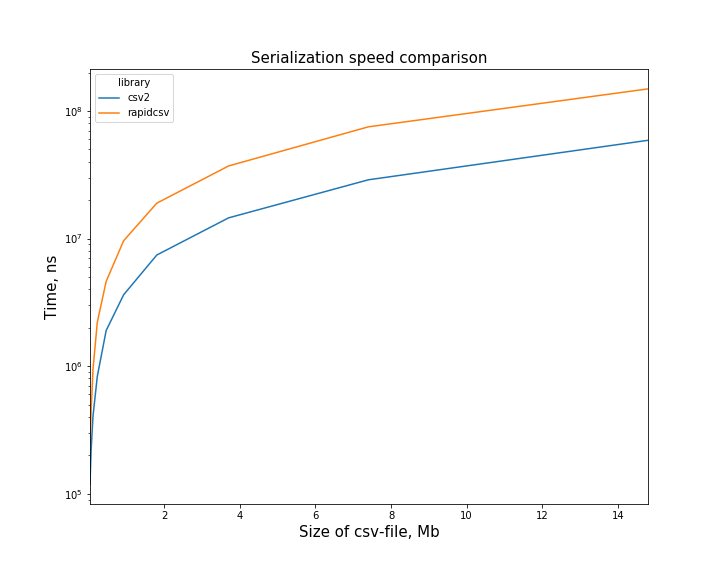 Serialization speed comparison
library
csv2
rapidcsv
10⁸
10⁷
10⁶
10⁵
Time, ns
2 4 6 8 10 12 14
Size of csv-file, Mb